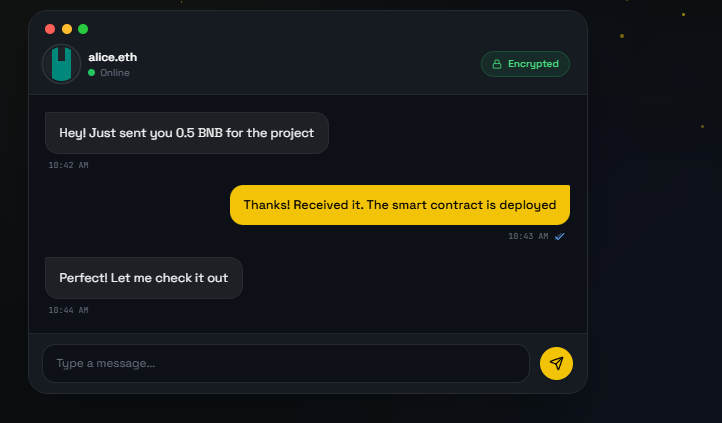 alice.eth
Online
Encrypted
Hey! Just sent you 0.5 BNB for the project
10:42 AM
Thanks! Received it. The smart contract is deployed
10:43 AM
Perfect! Let me check it out
10:44 AM
Type a message...